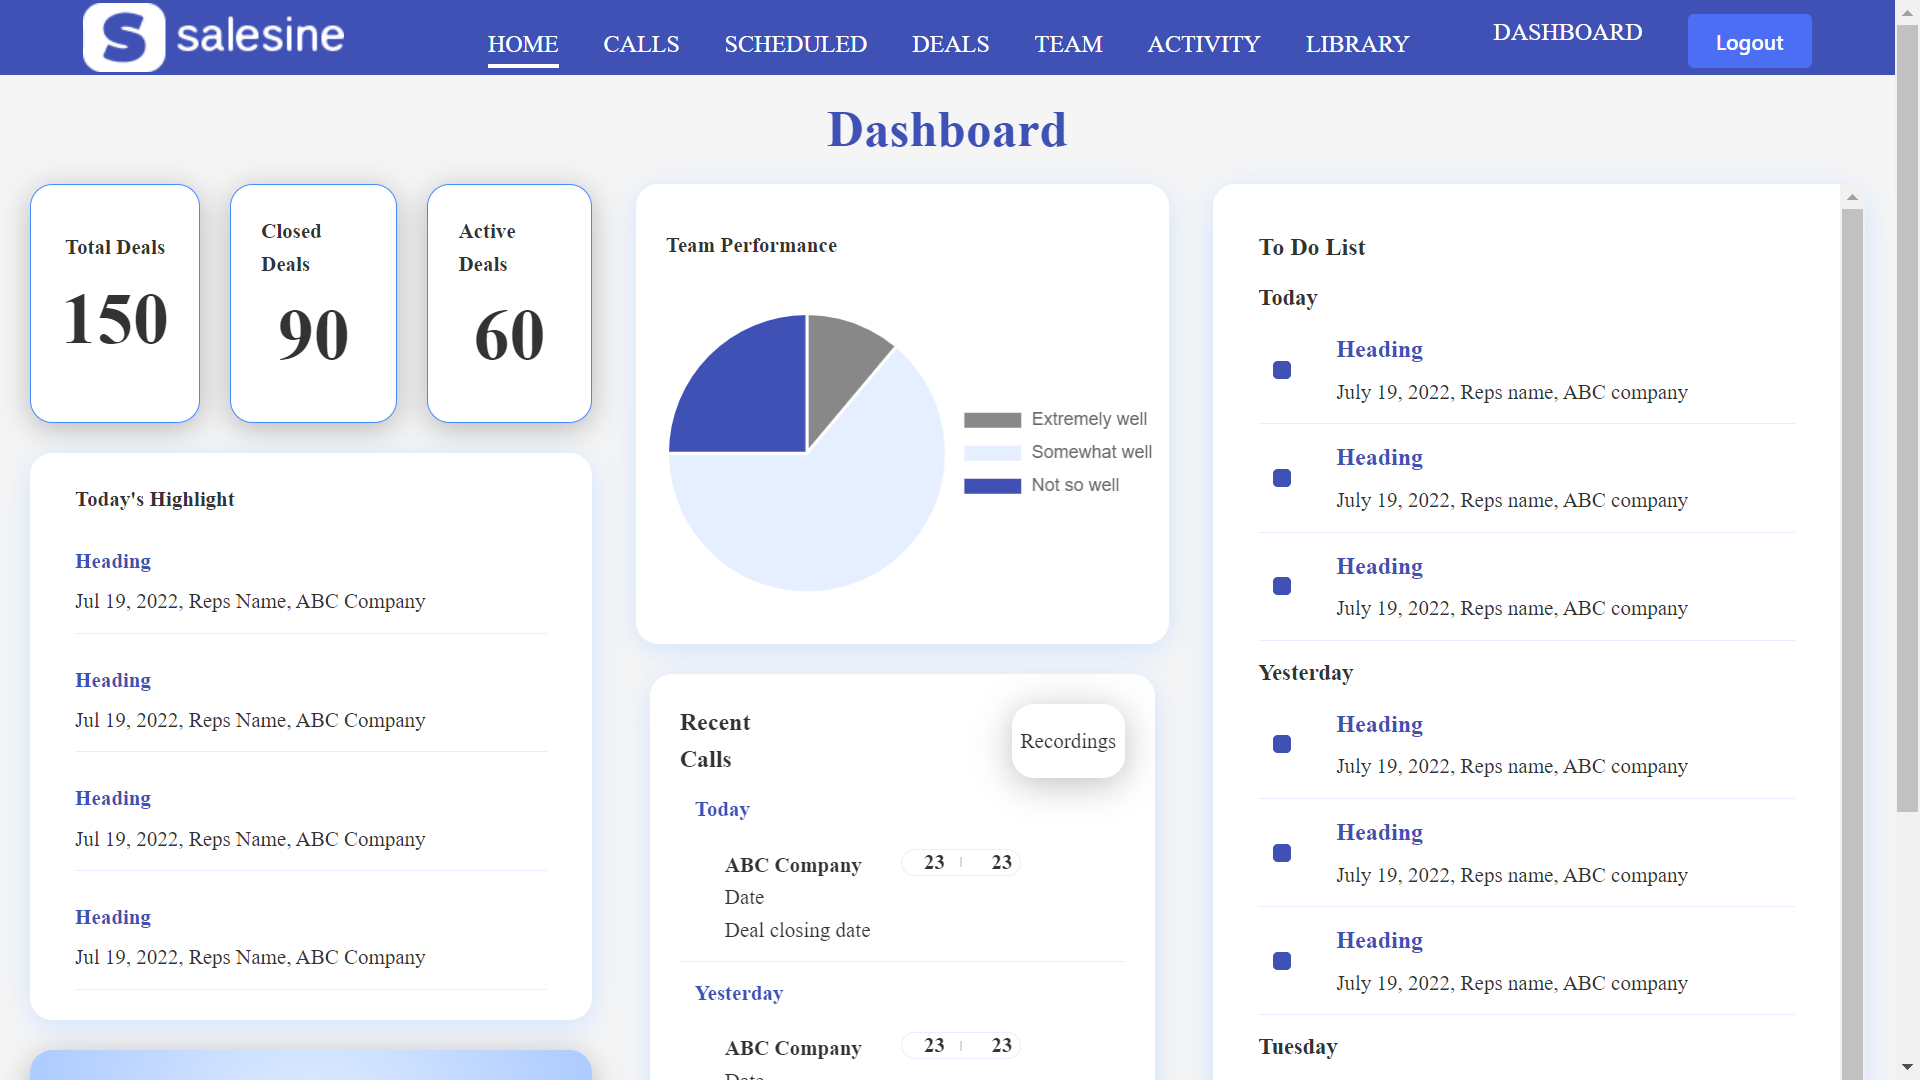 S salesine
HOME CALLS SCHEDULED DEALS TEAM ACTIVITY LIBRARY DASHBOARD Logout
Dashboard
Total Deals
150
Closed
Deals
90
Active
Deals
60
Today's Highlight
Heading
Jul 19, 2022, Reps Name, ABC Company
Heading
Jul 19, 2022, Reps Name, ABC Company
Heading
Jul 19, 2022, Reps Name, ABC Company
Heading
Jul 19, 2022, Reps Name, ABC Company
Team Performance
Extremely well
Somewhat well
Not so well
Recent
Calls
Recordings
Today
ABC Company 23 23
Date
Deal closing date
Yesterday
ABC Company 23 23
Date
To Do List
Today
Heading
July 19, 2022, Reps name, ABC company
Heading
July 19, 2022, Reps name, ABC company
Heading
July 19, 2022, Reps name, ABC company
Yesterday
Heading
July 19, 2022, Reps name, ABC company
Heading
July 19, 2022, Reps name, ABC company
Heading
July 19, 2022, Reps name, ABC company
Tuesday